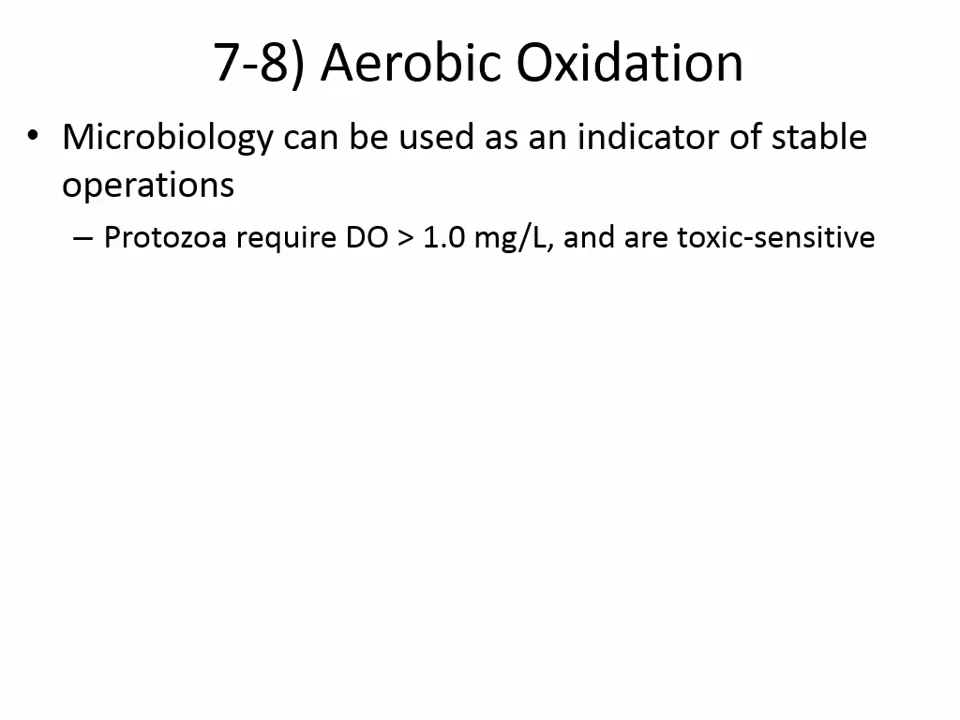 7-8) Aerobic Oxidation
• Microbiology can be used as an indicator of stable
operations
– Protozoa require DO > 1.0 mg/L, and are toxic-sensitive